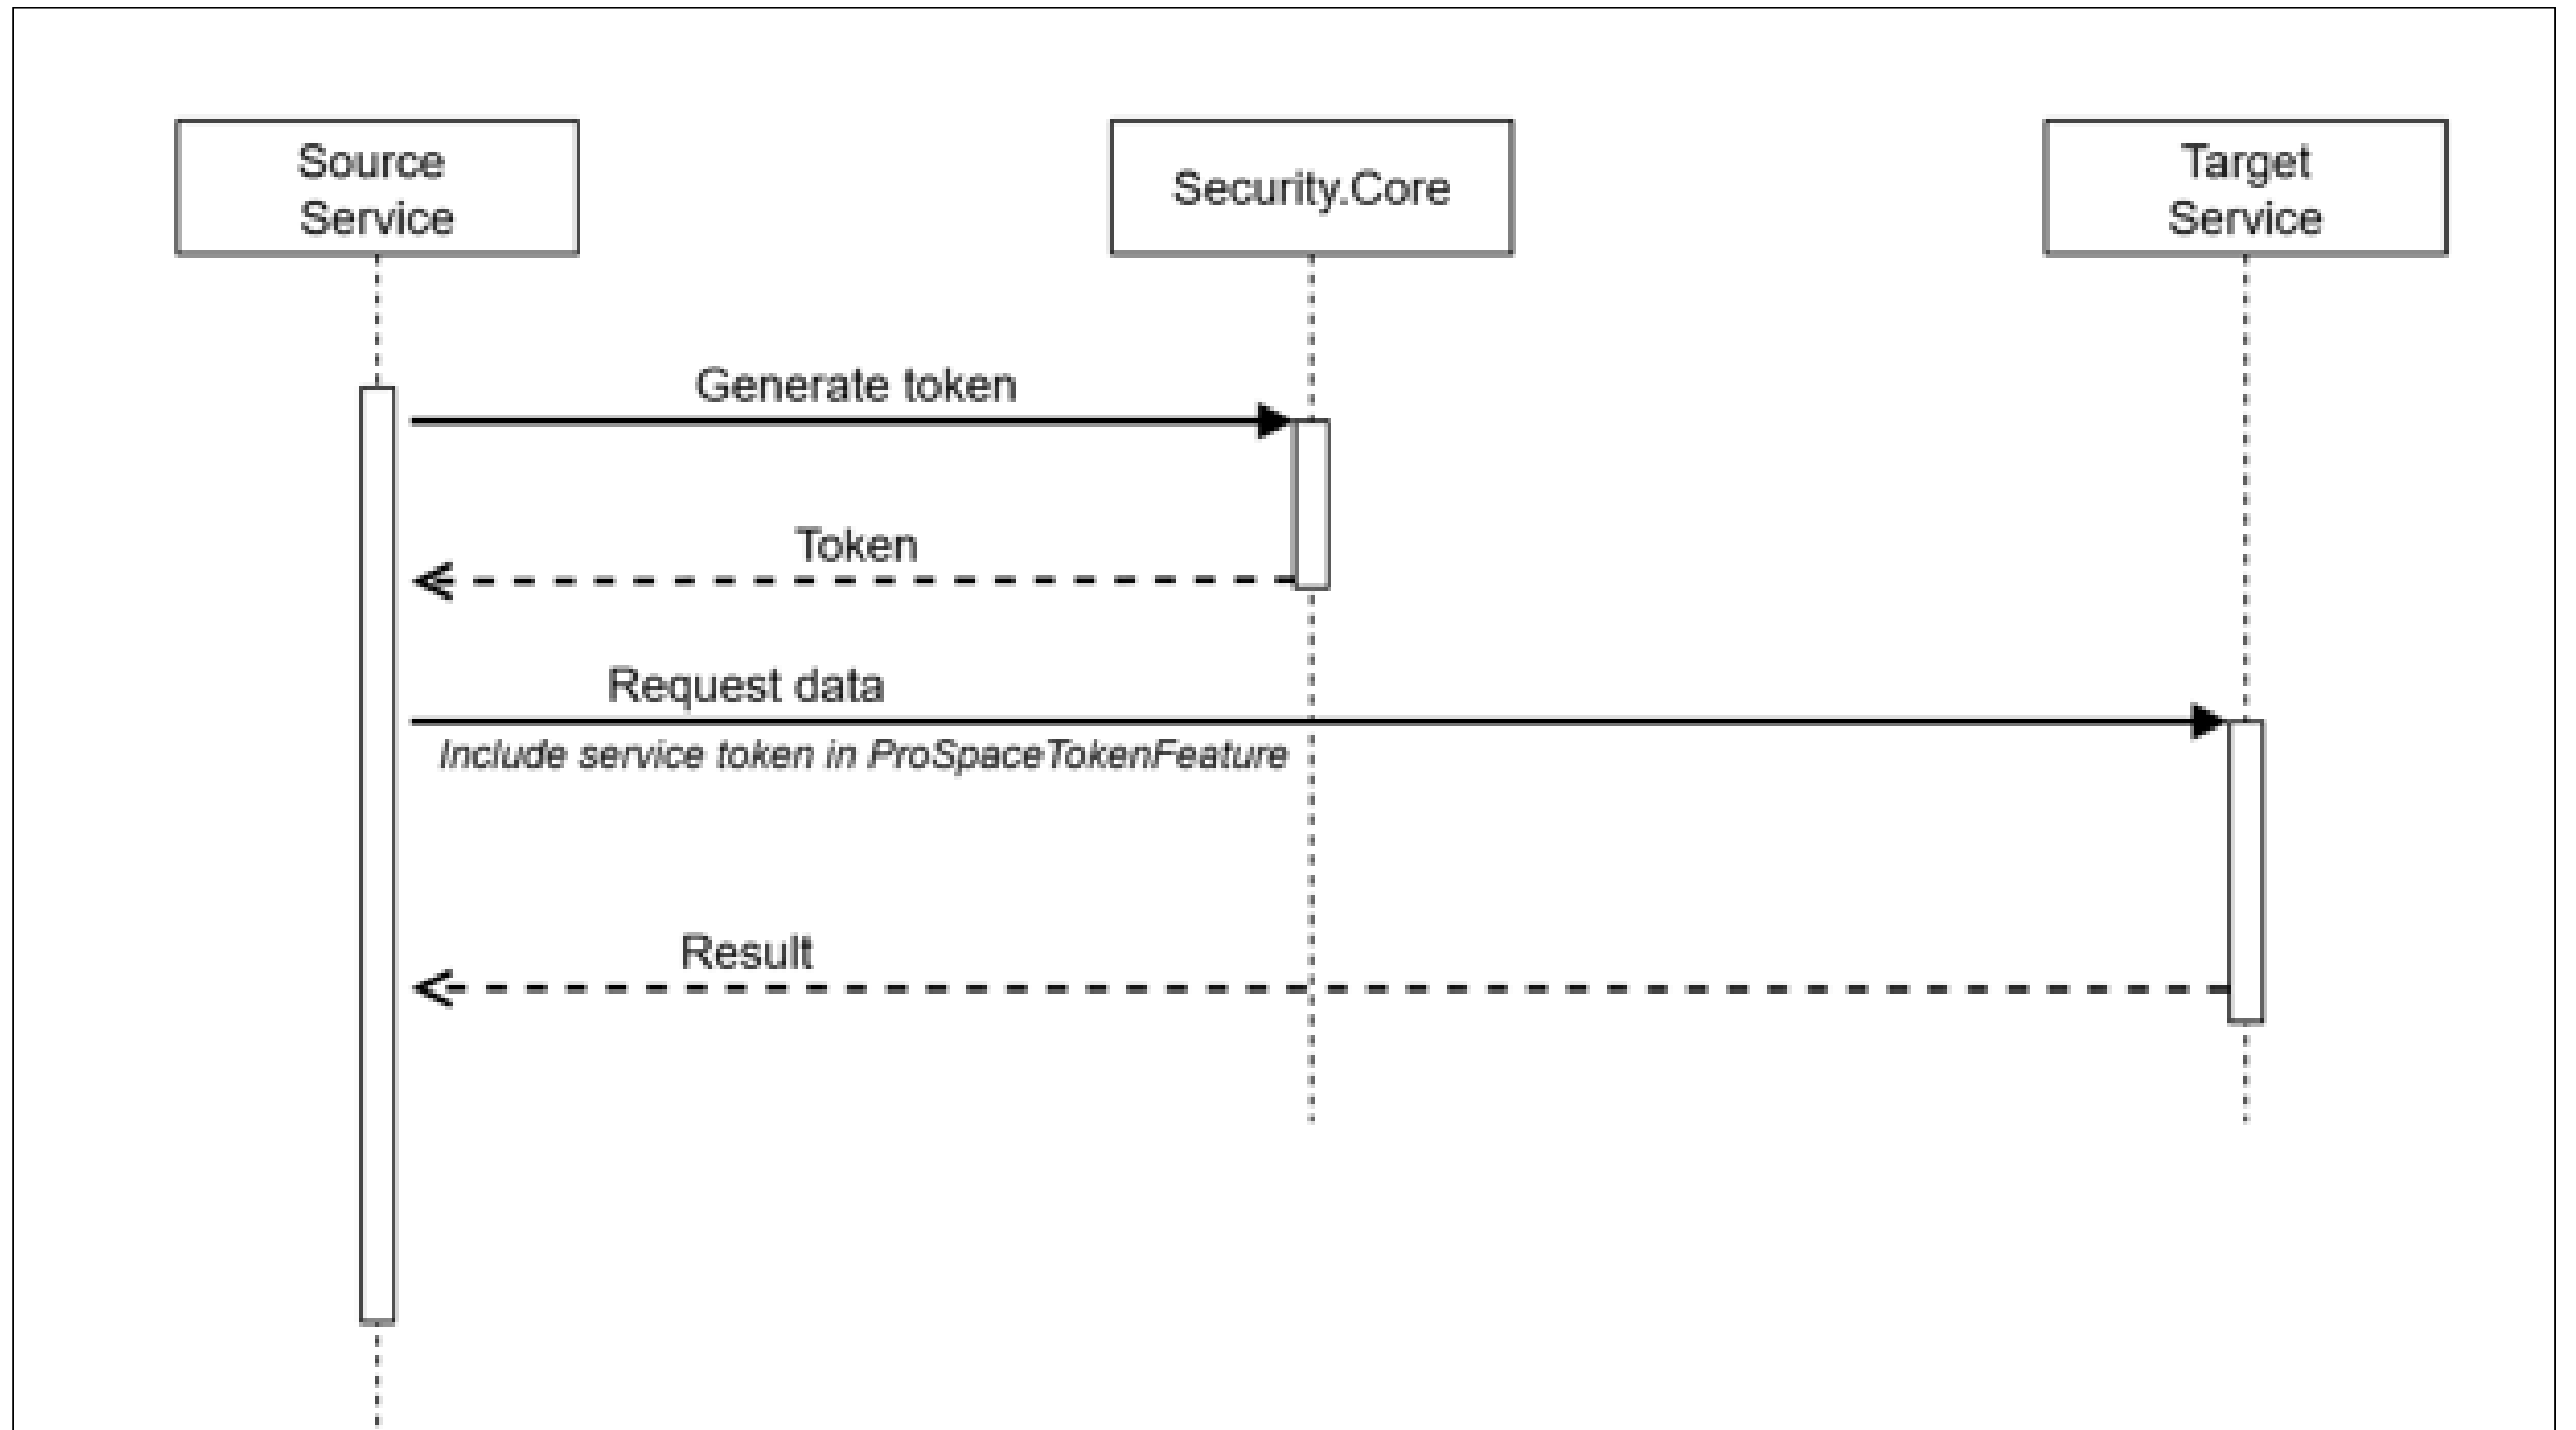 Source
Service
Security.Core
Target
Service
Generate token
Token
Request data
Include service token in ProSpaceTokenFeature
Result